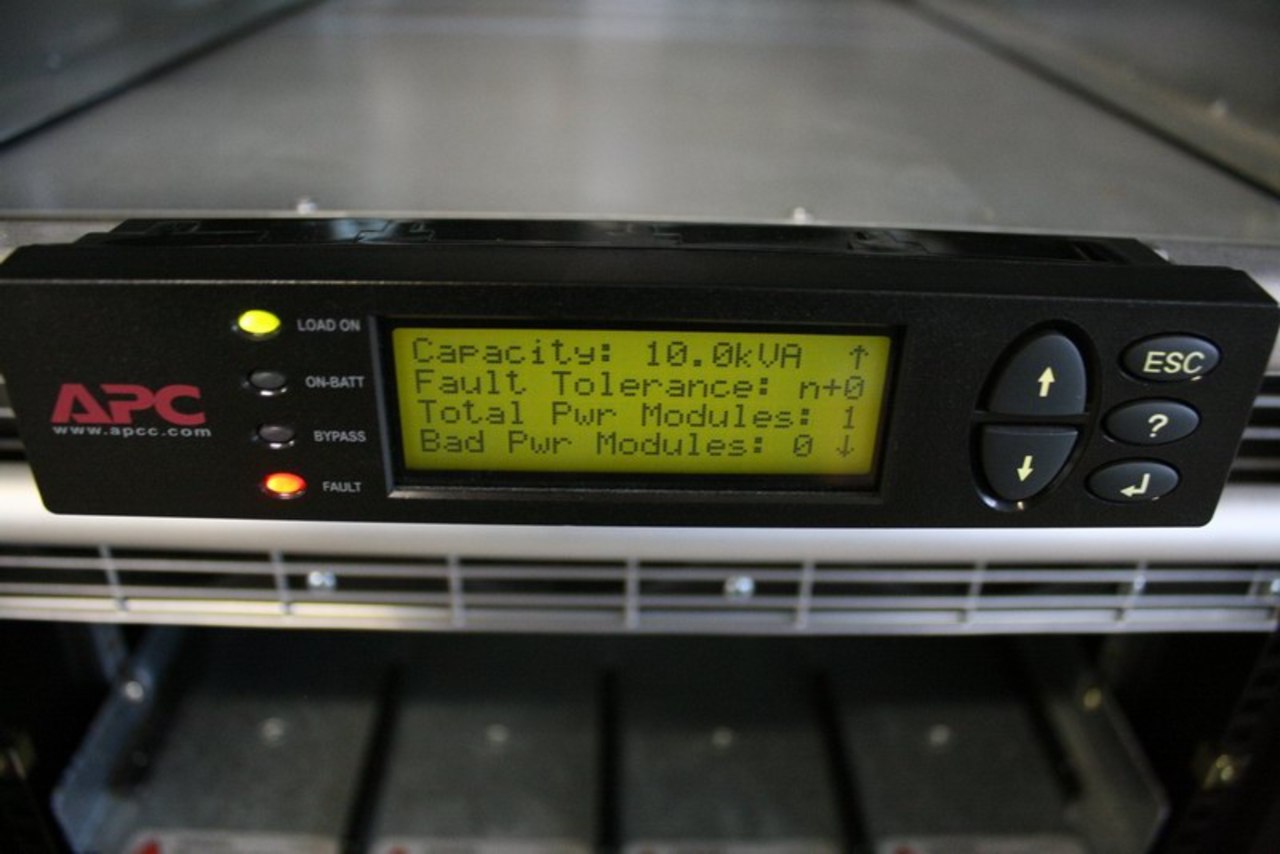 APC
www.apcc.com
LOAD ON
ON-BATT
BYPASS
FAULT
Capacity: 10.0kVA ↑
Fault Tolerance: n+0
Total Pwr Modules: 1
Bad Pwr Modules: 0 ↓
ESC
?